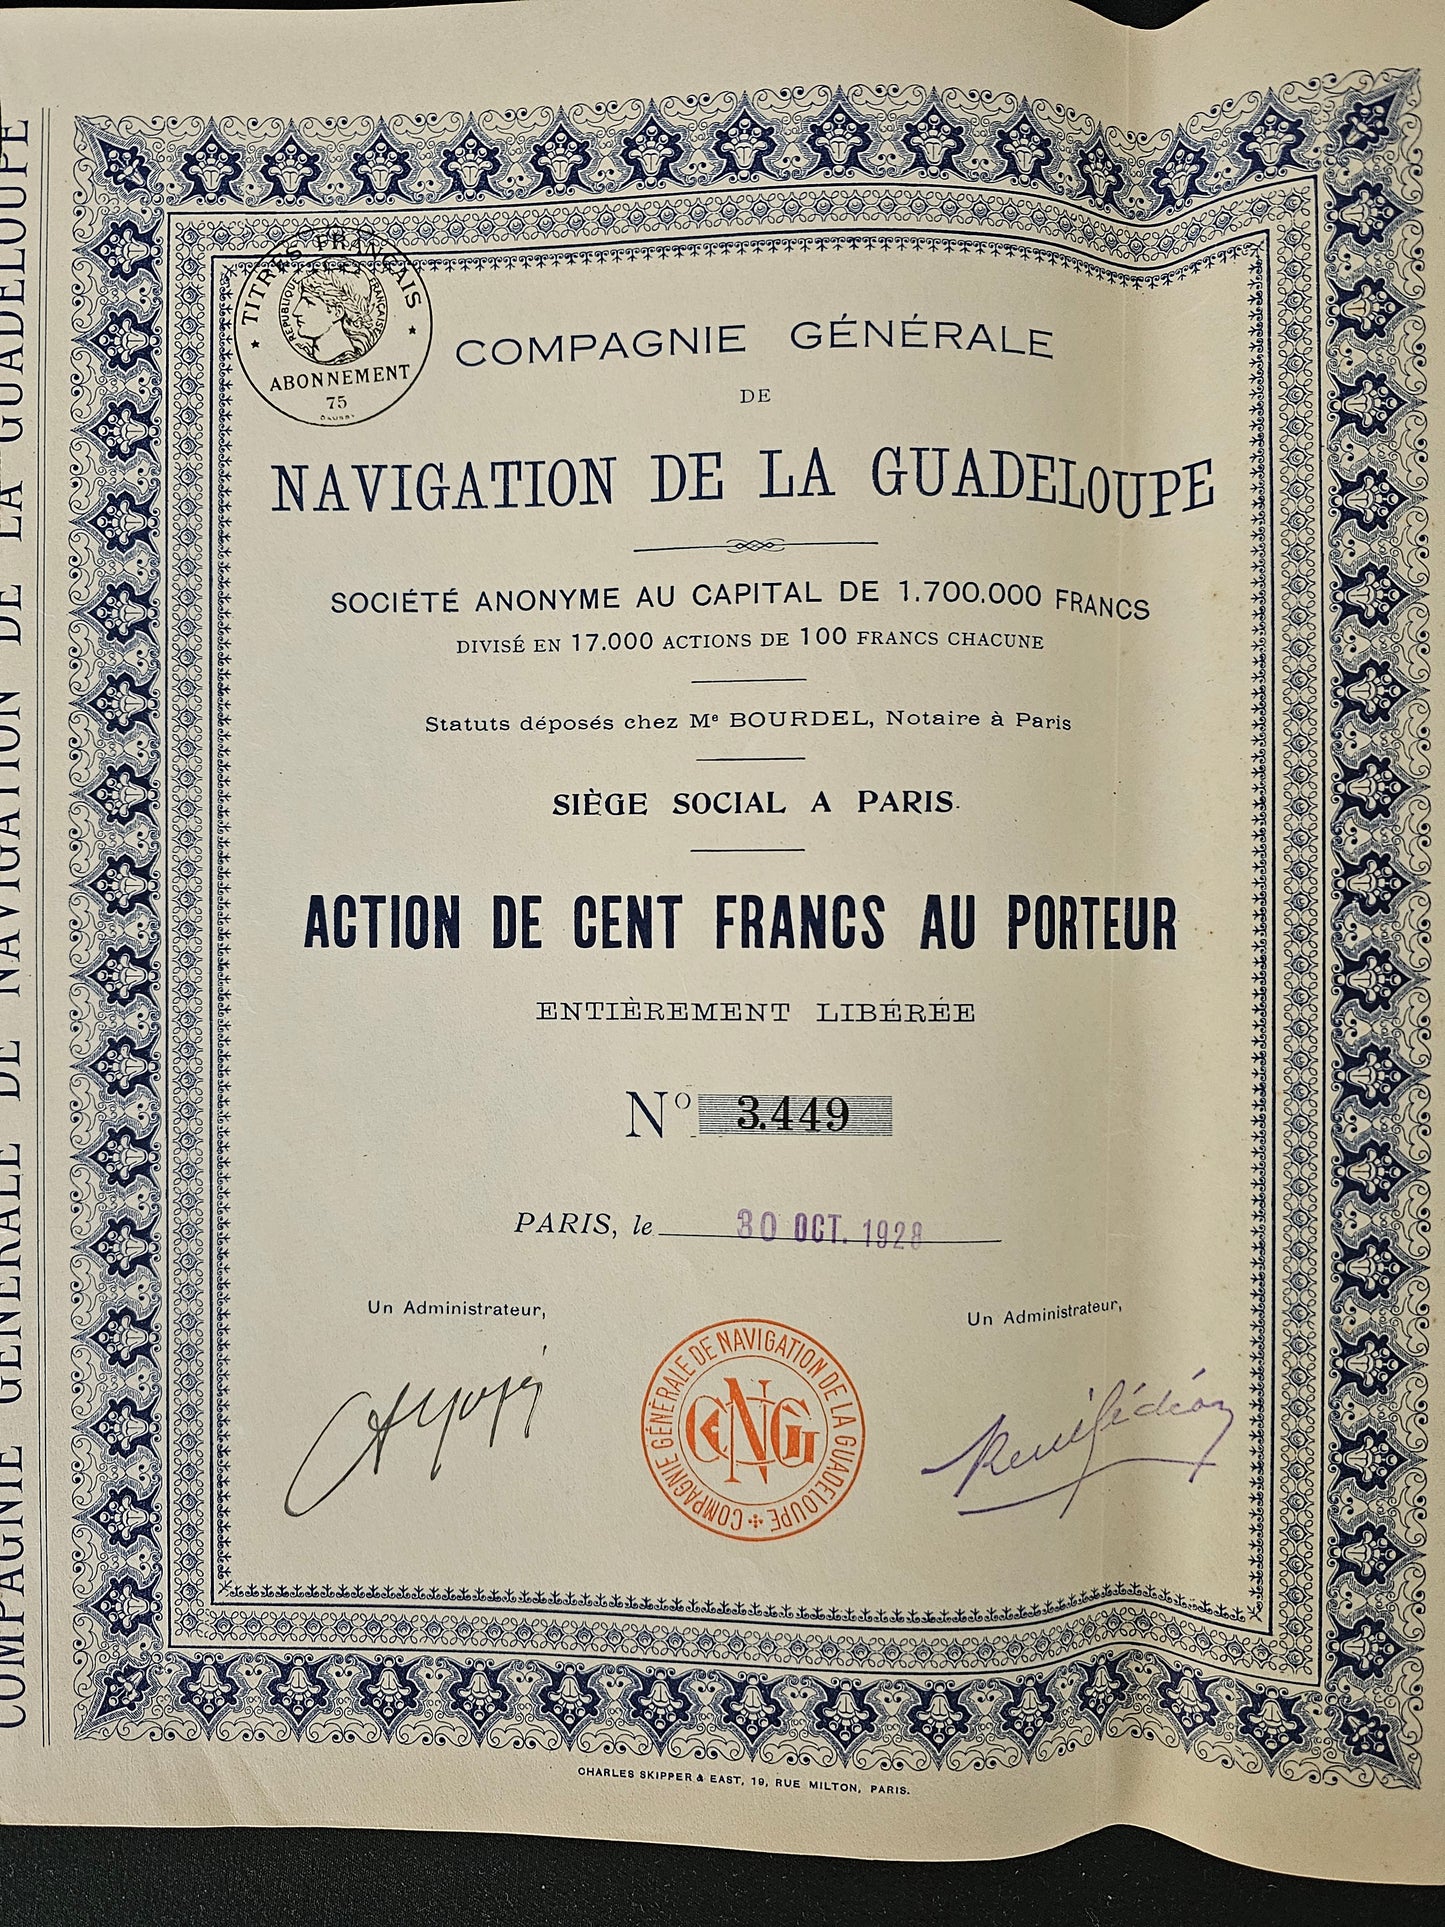 COMPAGNIE GÉNÉRALE DE NAVIGATION DE LA GUADELOUPE
TITRES FRANÇAIS
RÉPUBLIQUE FRANÇAISE
ABONNEMENT
75
COMPAGNIE GÉNÉRALE
DE
NAVIGATION DE LA GUADELOUPE
SOCIÉTÉ ANONYME AU CAPITAL DE 1.700.000 FRANCS
DIVISÉ EN 17.000 ACTIONS DE 100 FRANCS CHACUNE
Statuts déposés chez Me BOURDEL, Notaire à Paris
SIÈGE SOCIAL A PARIS
ACTION DE CENT FRANCS AU PORTEUR
ENTIÈREMENT LIBÉRÉE
No 3.449
PARIS, le 30 OCT. 1928
Un Administrateur,
Un Administrateur,
COMPAGNIE GÉNÉRALE DE NAVIGATION DE LA GUADELOUPE
CNG
CHARLES SKIPPER & EAST, 19, RUE MILTON, PARIS.